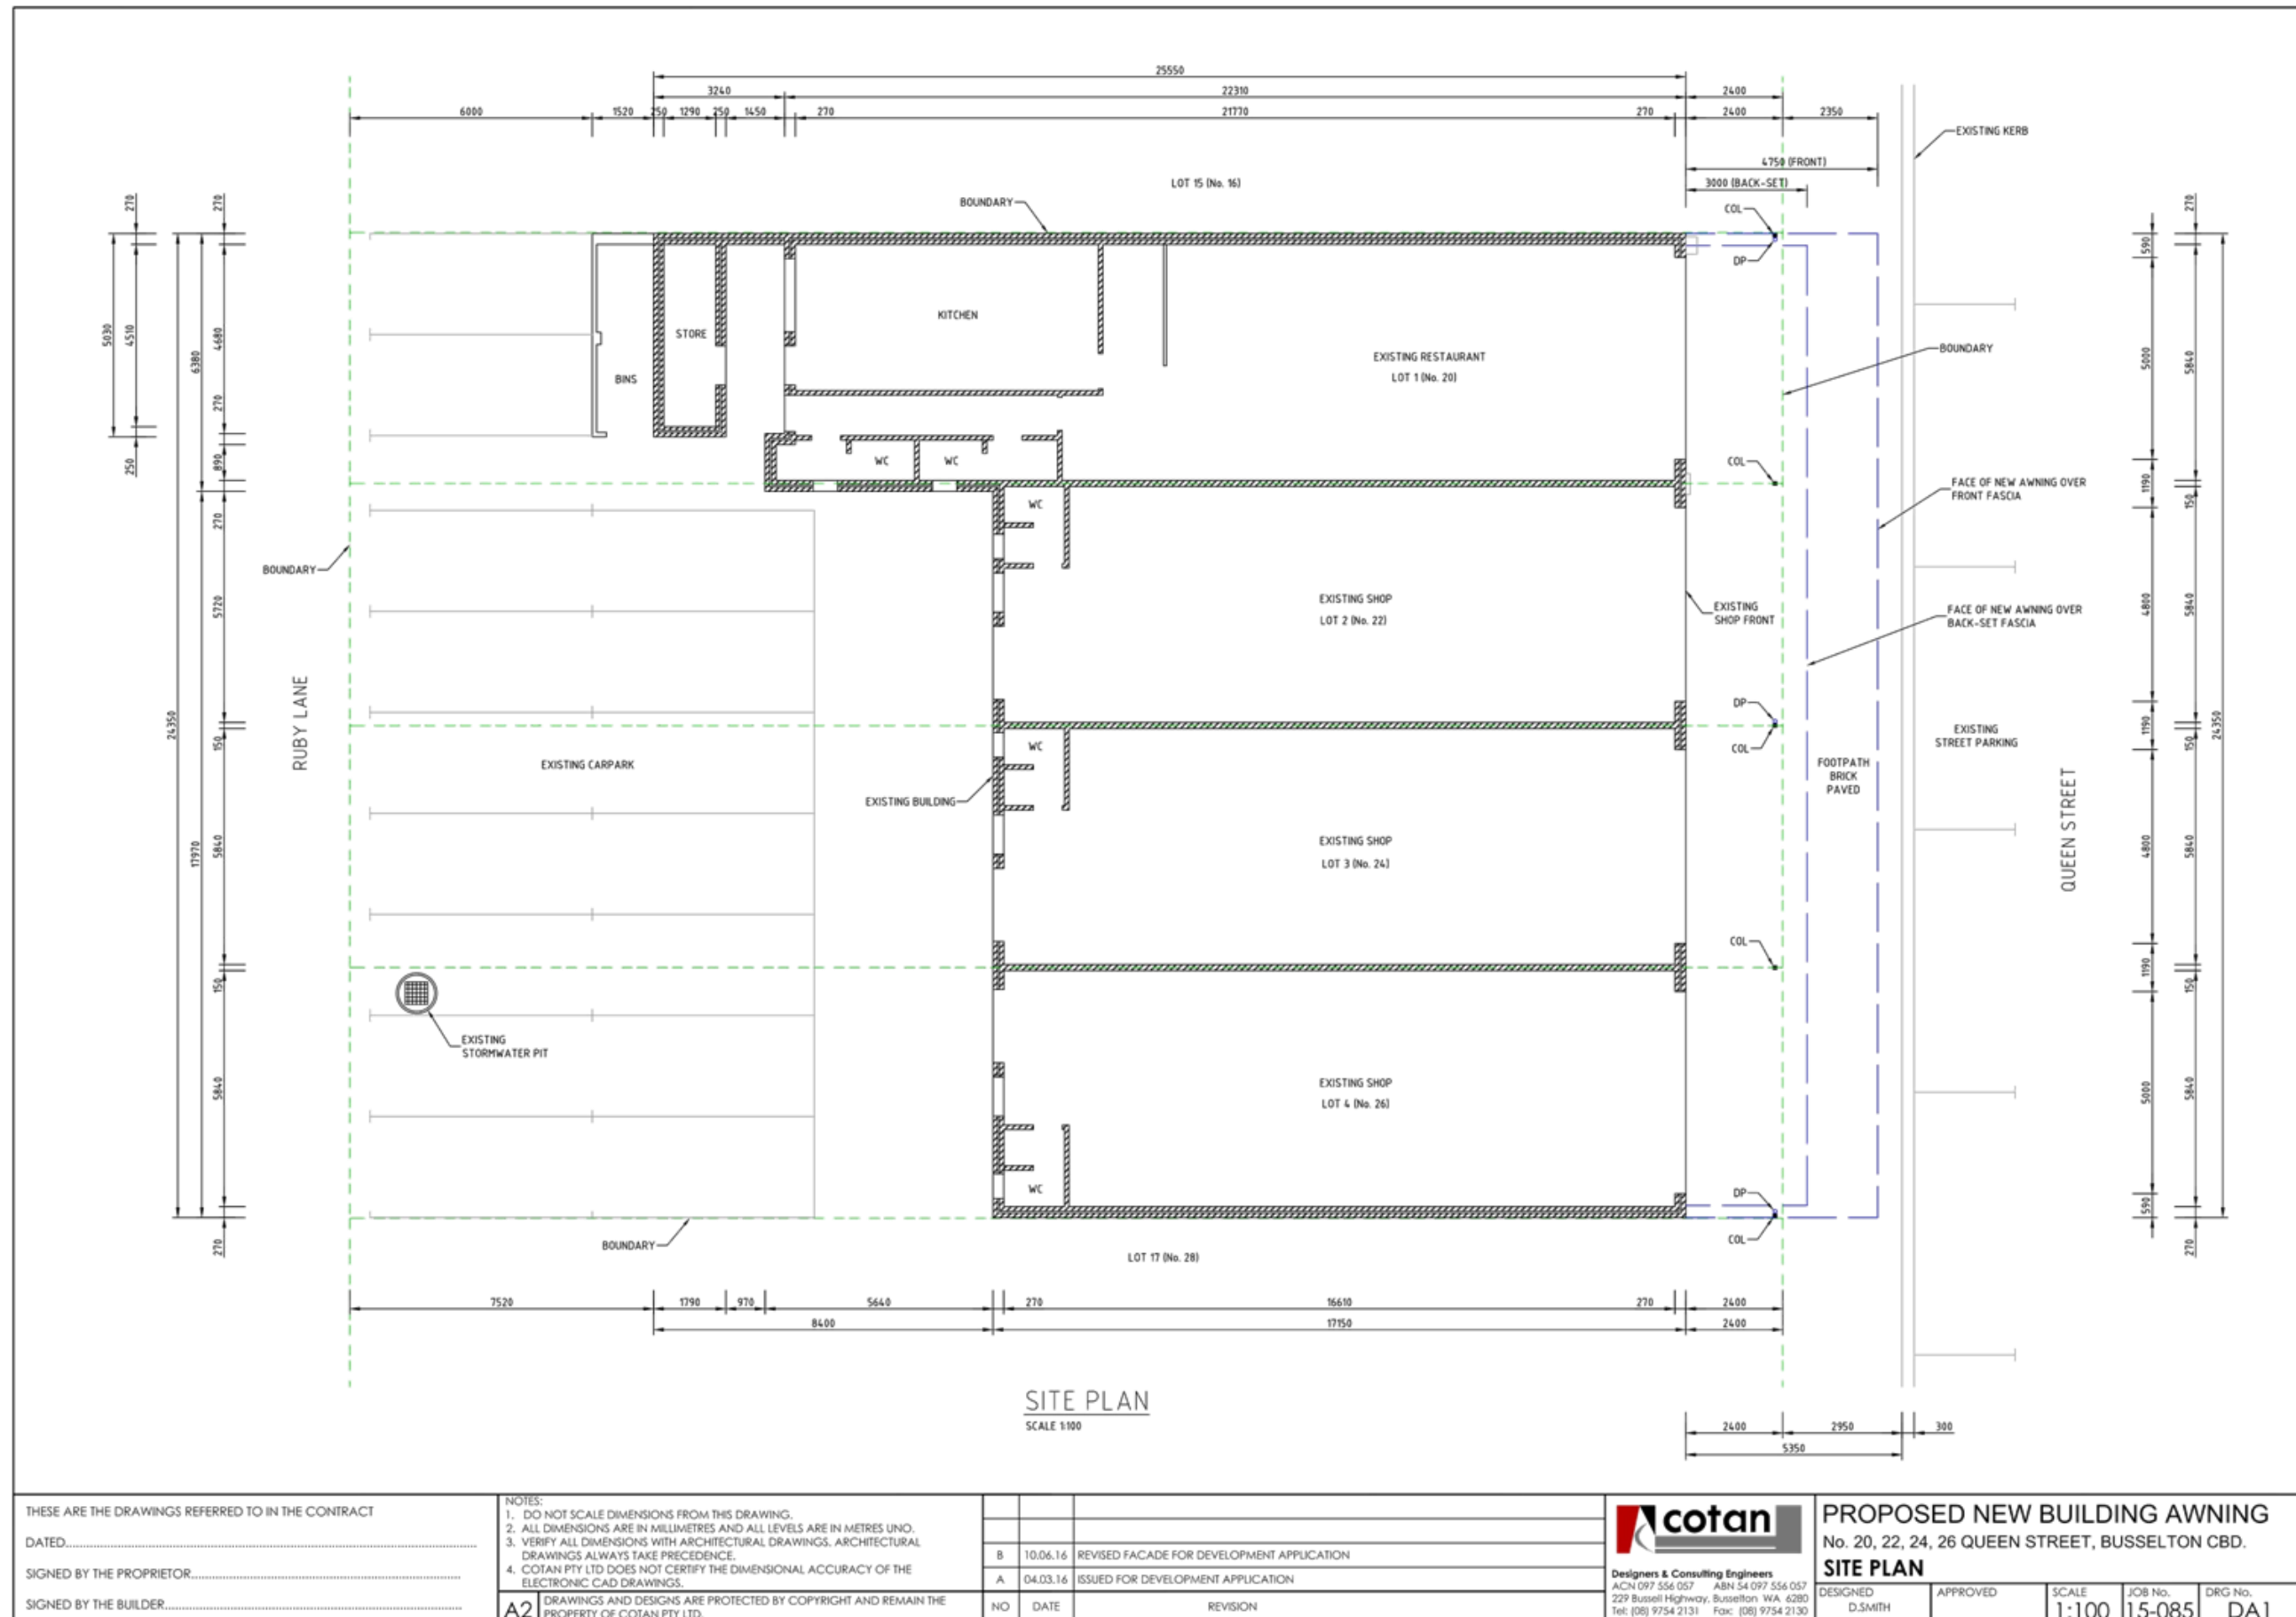 25550
3240
22310
2400
6000
1520
250
1290
250
1450
270
21770
270
2400
2350
4750 (FRONT)
3000 (BACK-SET)
EXISTING KERB
LOT 15 (No. 16)
BOUNDARY
COL
DP
270
270
5030
4510
6380
4680
270
250
890
270
5720
24350
150
17970
5840
150
5840
270
KITCHEN
STORE
BINS
EXISTING RESTAURANT
LOT 1 (No. 20)
WC
WC
COL
BOUNDARY
270
590
5000
5840
1190
150
FACE OF NEW AWNING OVER
FRONT FASCIA
WC
BOUNDARY
EXISTING SHOP
LOT 2 (No. 22)
EXISTING
SHOP FRONT
FACE OF NEW AWNING OVER
BACK-SET FASCIA
4800
5840
RUBY LANE
DP
COL
EXISTING
STREET PARKING
1190
150
24350
WC
EXISTING CARPARK
EXISTING BUILDING
FOOTPATH
BRICK
PAVED
QUEEN STREET
EXISTING SHOP
LOT 3 (No. 24)
4800
5840
COL
1190
150
EXISTING
STORMWATER PIT
EXISTING SHOP
LOT 4 (No. 26)
5000
5840
WC
DP
COL
590
270
BOUNDARY
LOT 17 (No. 28)
7520
1790
970
5640
270
16610
270
2400
8400
17150
2400
SITE PLAN
SCALE 1:100
2400
2950
300
5350
THESE ARE THE DRAWINGS REFERRED TO IN THE CONTRACT
DATED
SIGNED BY THE PROPRIETOR
SIGNED BY THE BUILDER
NOTES:
1. DO NOT SCALE DIMENSIONS FROM THIS DRAWING.
2. ALL DIMENSIONS ARE IN MILLIMETRES AND ALL LEVELS ARE IN METRES UNO.
3. VERIFY ALL DIMENSIONS WITH ARCHITECTURAL DRAWINGS. ARCHITECTURAL
DRAWINGS ALWAYS TAKE PRECEDENCE.
4. COTAN PTY LTD DOES NOT CERTIFY THE DIMENSIONAL ACCURACY OF THE
ELECTRONIC CAD DRAWINGS.
A2
DRAWINGS AND DESIGNS ARE PROTECTED BY COPYRIGHT AND REMAIN THE
PROPERTY OF COTAN PTY LTD.
B 10.06.16 REVISED FACADE FOR DEVELOPMENT APPLICATION
A 04.03.16 ISSUED FOR DEVELOPMENT APPLICATION
NO DATE REVISION
cotan
Designers & Consulting Engineers
ACN 097 556 057 ABN 54 097 556 057
229 Bussell Highway, Busselton WA 6280
Tel: (08) 9754 2131 Fax: (08) 9754 2130
PROPOSED NEW BUILDING AWNING
No. 20, 22, 24, 26 QUEEN STREET, BUSSELTON CBD.
SITE PLAN
DESIGNED
D.SMITH
APPROVED
SCALE
1:100
JOB No.
15-085
DRG No.
DA1